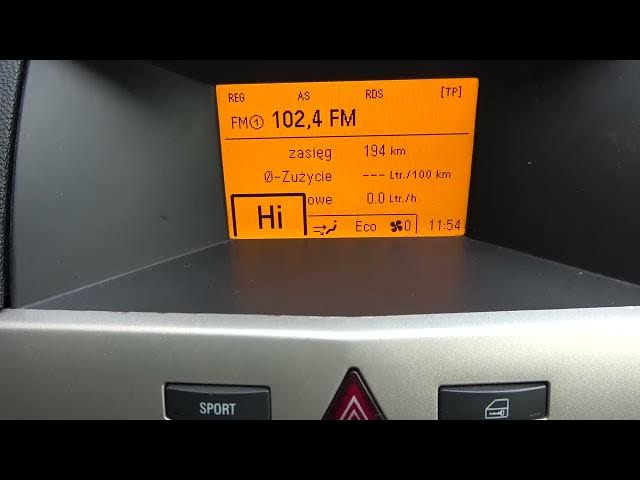 REG AS RDS [TP]
FM① 102,4 FM
zasięg 194 km
Ø-Zużycie --- Ltr./100 km
owe 0.0 Ltr./h
Hi Eco 0 11:54
SPORT